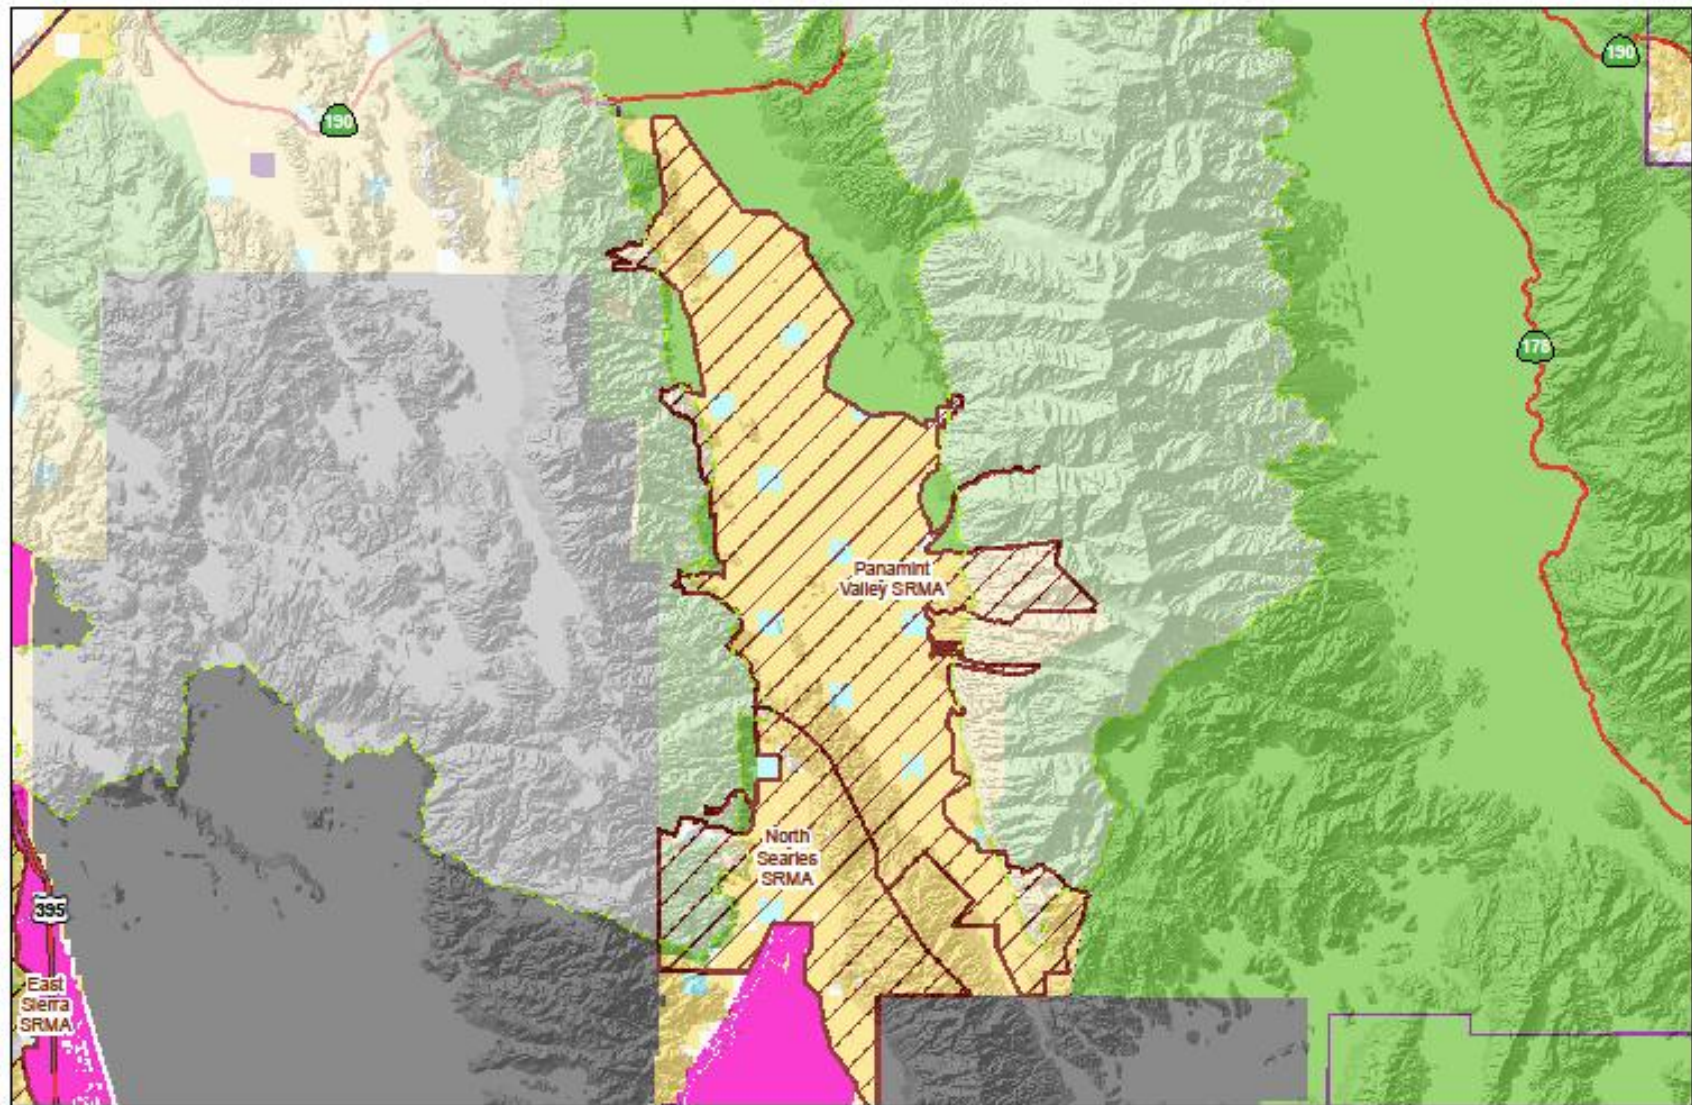 190
190
178
Panamint
Valley SRMA
North
Searles
SRMA
395
East
Sierra
SRMA